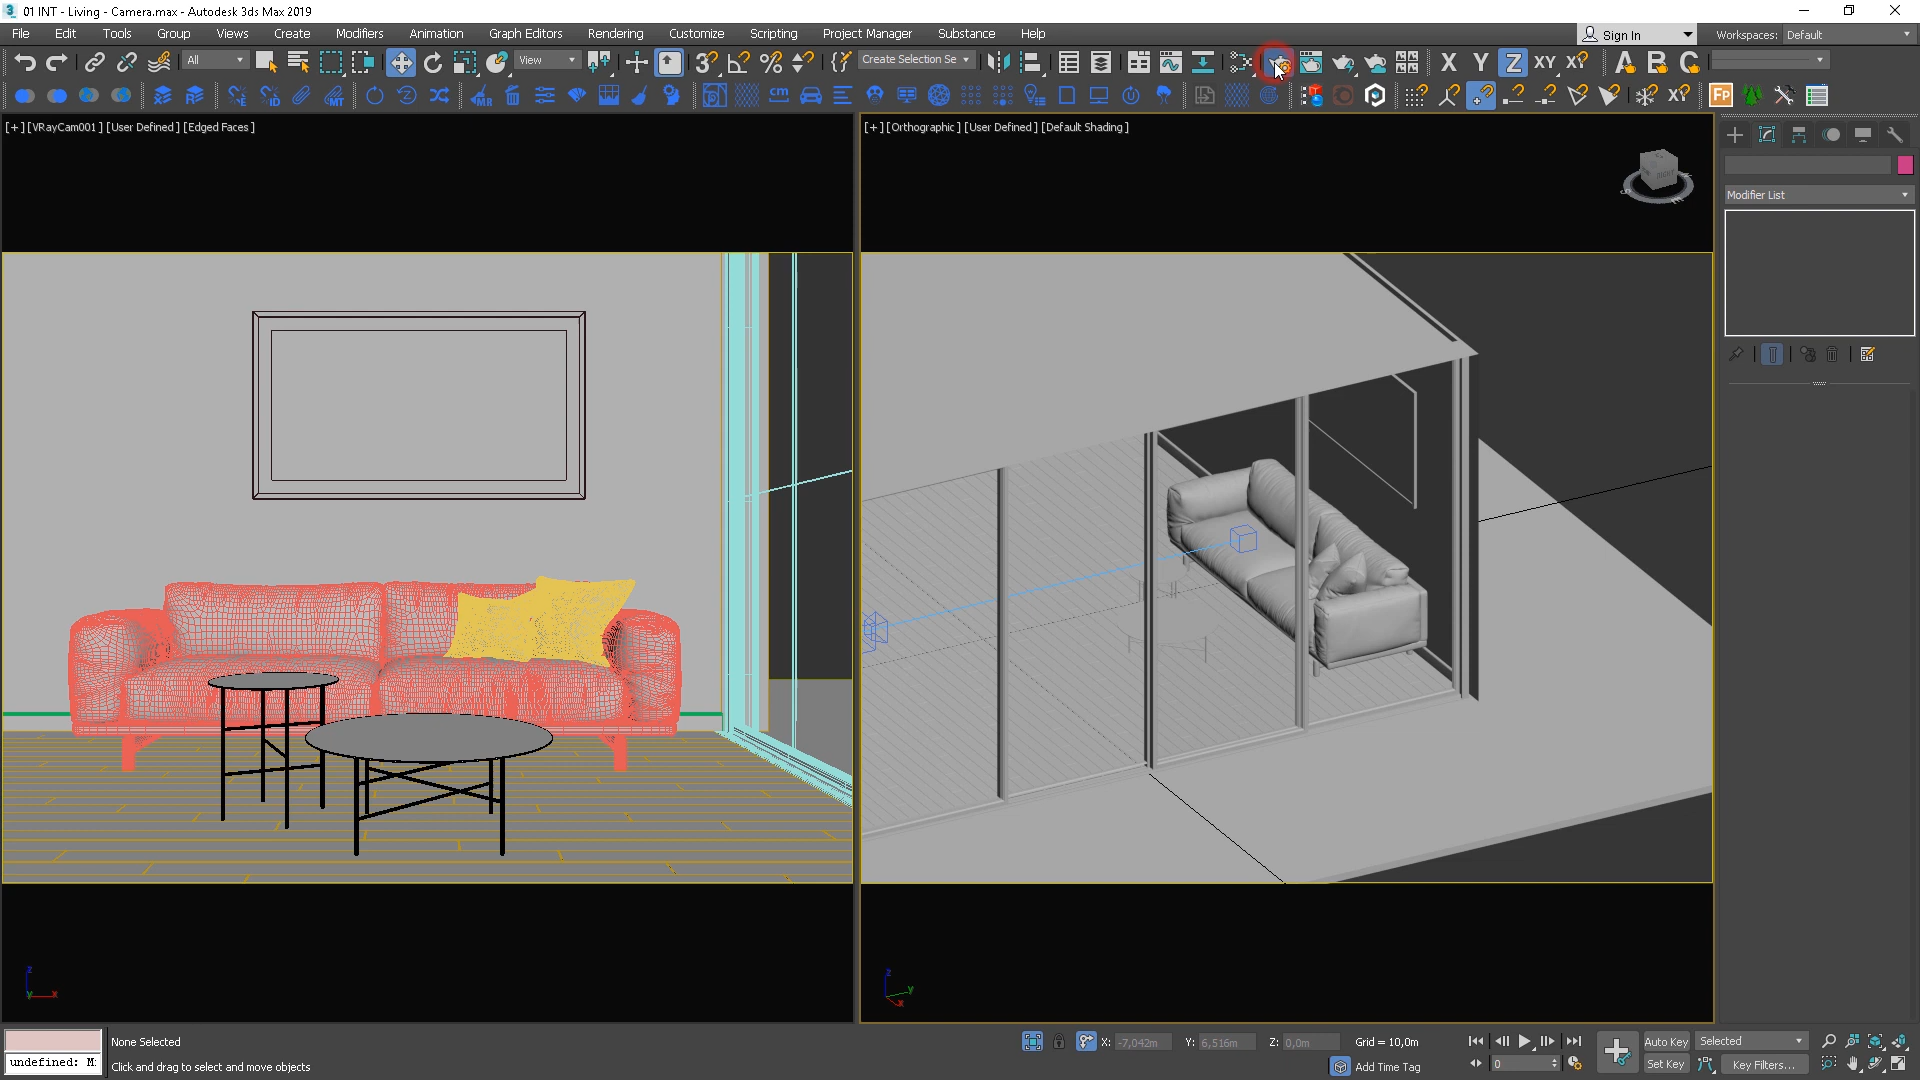 01 INT - Living - Camera.max - Autodesk 3ds Max 2019
File Edit Tools Group Views Create Modifiers Animation Graph Editors Rendering Customize Scripting Project Manager Substance Help
Sign In
Workspaces: Default
All
View
Create Selection Se
X Y Z XY XY
A B C
[+] [VRayCam001] [User Defined] [Edged Faces]
[+] [Orthographic] [User Defined] [Default Shading]
Modifier List
z
y x
z
y
x
None Selected
undefined: M:
Click and drag to select and move objects
X: -7,042m Y: 6,516m Z: 0,0m Grid = 10,0m
Add Time Tag
0
Auto Key
Selected
Set Key
Key Filters...